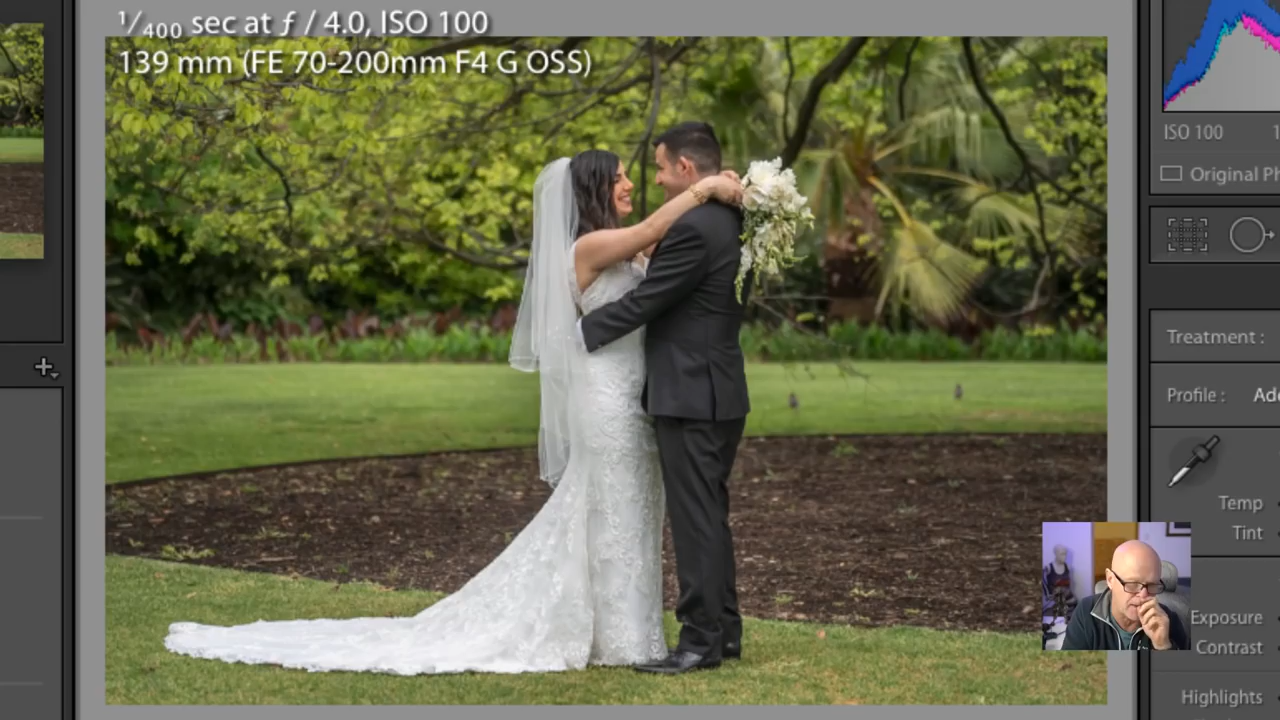 1/400 sec at ƒ / 4.0, ISO 100
139 mm (FE 70-200mm F4 G OSS)
ISO 100
Original Ph
Treatment :
Profile : Ado
Temp
Tint
Exposure
Contrast
Highlights